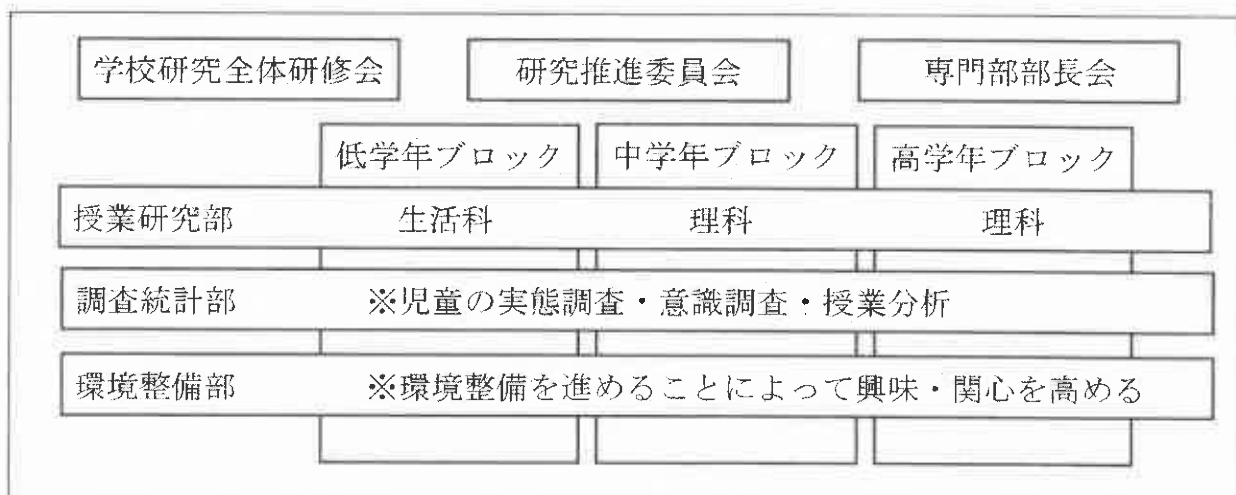 学校研究全体研修会 研究推進委員会 専門部部長会
低学年ブロック 中学年ブロック 高学年ブロック
授業研究部 生活科 理科 理科
調査統計部 ※児童の実態調査・意識調査・授業分析
環境整備部 ※環境整備を進めることによって興味・関心を高める